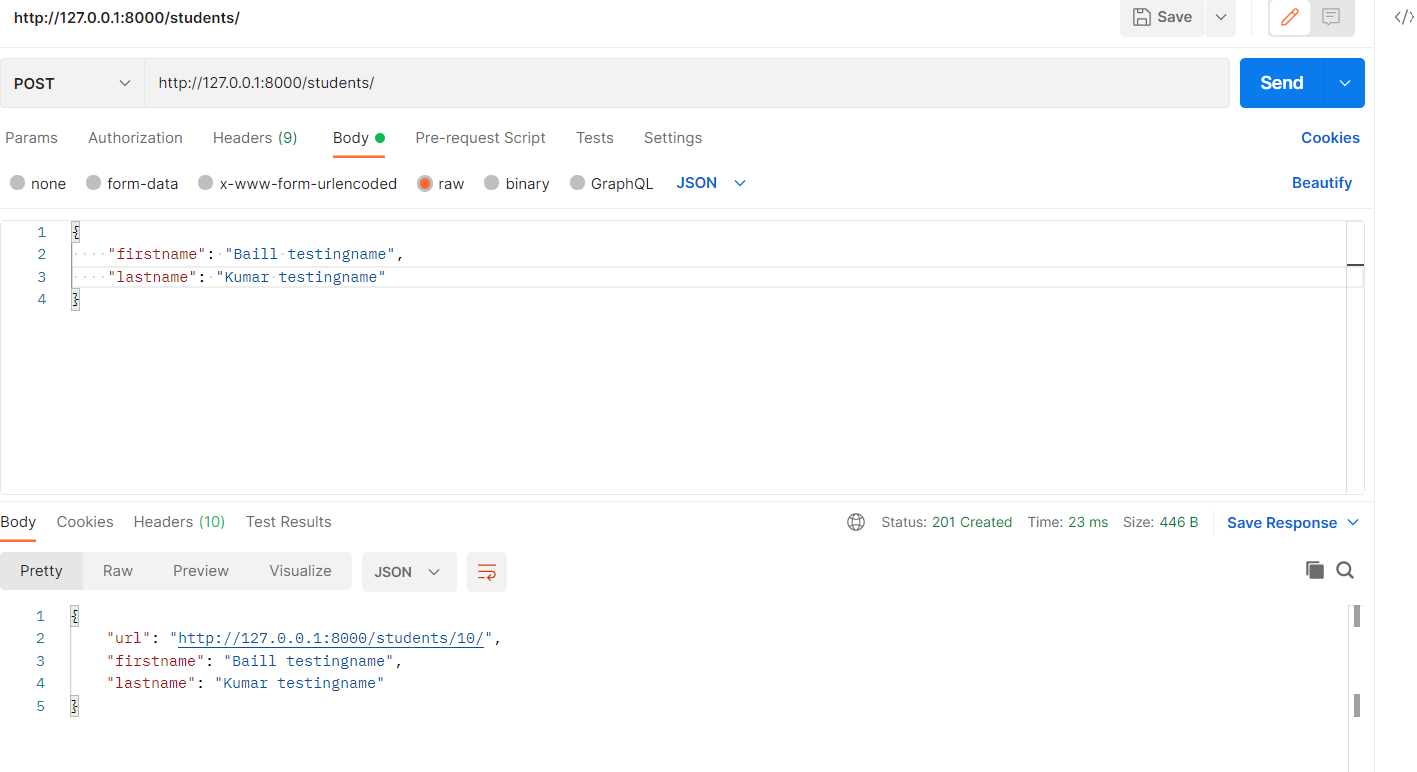 http://127.0.0.1:8000/students/
Save
</>
POST
http://127.0.0.1:8000/students/
Send
Params Authorization Headers (9) Body Pre-request Script Tests Settings Cookies
none form-data x-www-form-urlencoded raw binary GraphQL JSON Beautify
1 {
2 "firstname": "Baill testingname",
3 "lastname": "Kumar testingname"
4 }
Body Cookies Headers (10) Test Results Status: 201 Created Time: 23 ms Size: 446 B Save Response
Pretty Raw Preview Visualize JSON
1 {
2 "url": "http://127.0.0.1:8000/students/10/",
3 "firstname": "Baill testingname",
4 "lastname": "Kumar testingname"
5 }